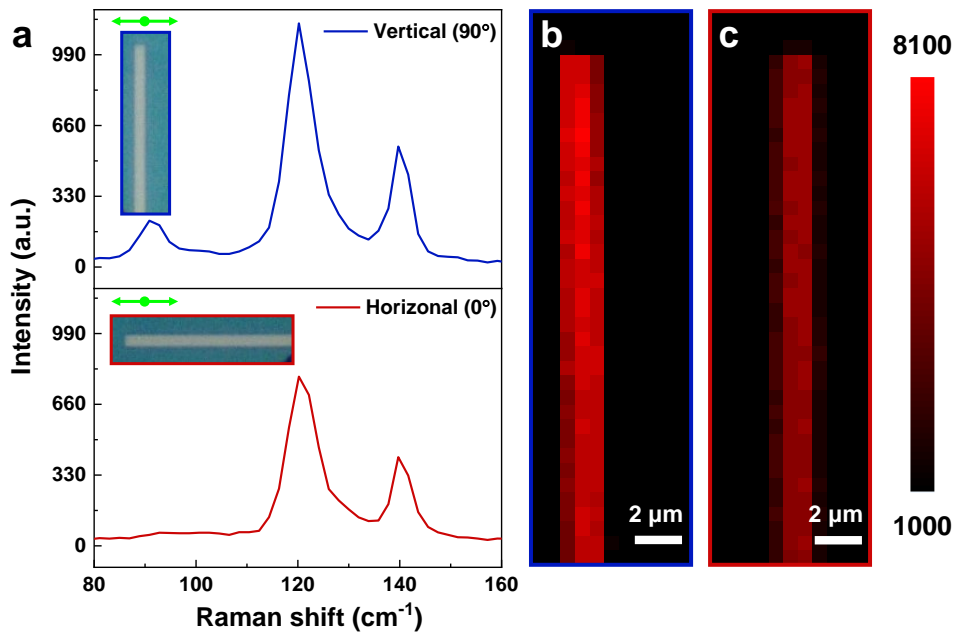 a
Vertical (90°)
990
660
330
0
Horizonal (0°)
990
660
330
0
80 100 120 140 160
Raman shift (cm⁻¹)
Intensity (a.u.)
b
2 µm
c
2 µm
8100
1000